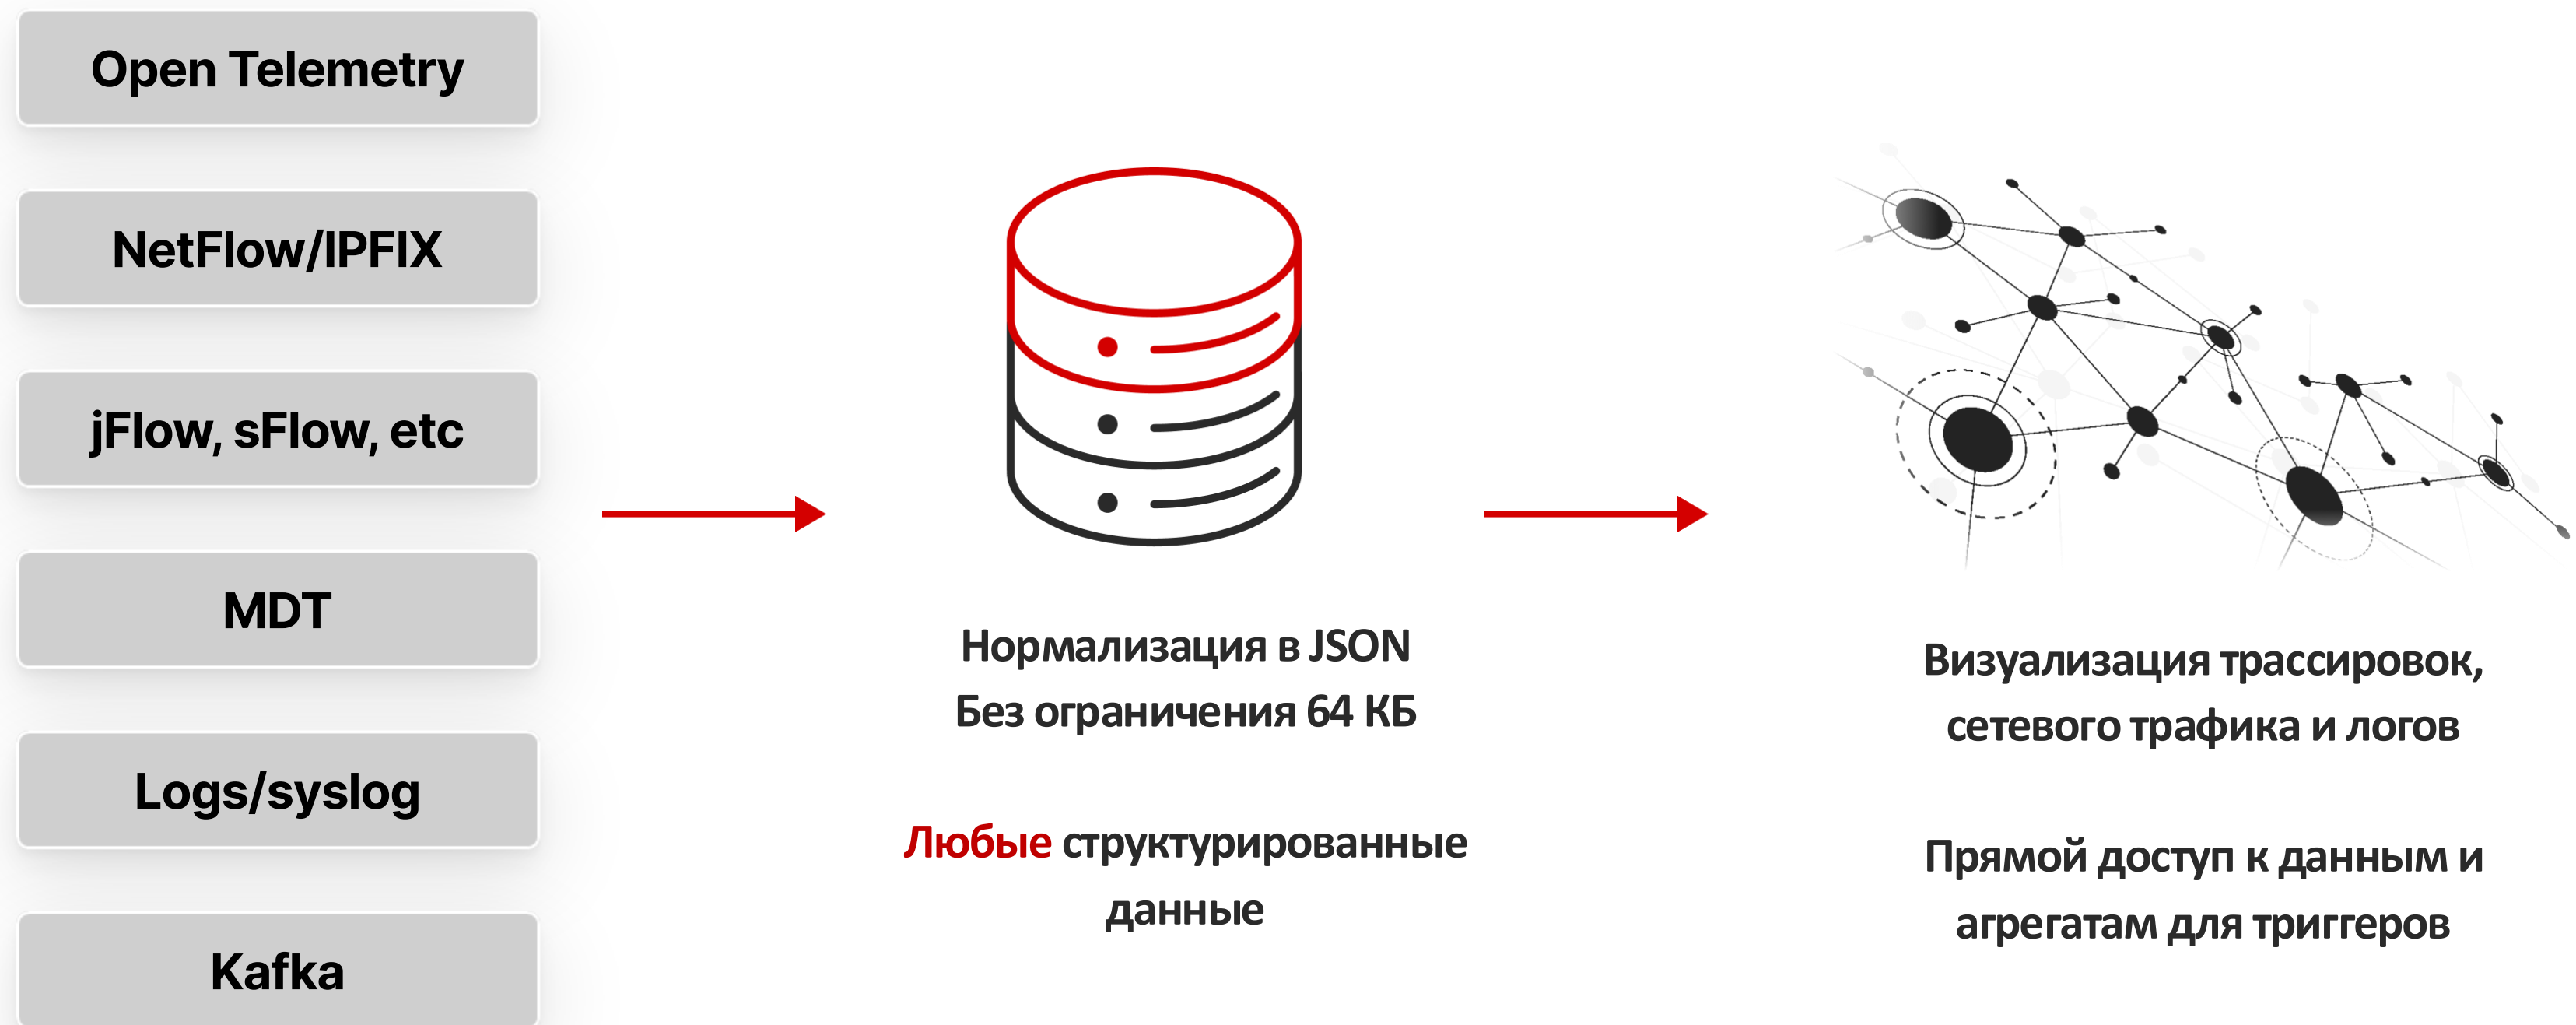 Open Telemetry
NetFlow/IPFIX
jFlow, sFlow, etc
MDT
Logs/syslog
Kafka
Нормализация в JSON
Без ограничения 64 КБ
Любые структурированные
данные
Визуализация трассировок,
сетевого трафика и логов
Прямой доступ к данным и
агрегатам для триггеров